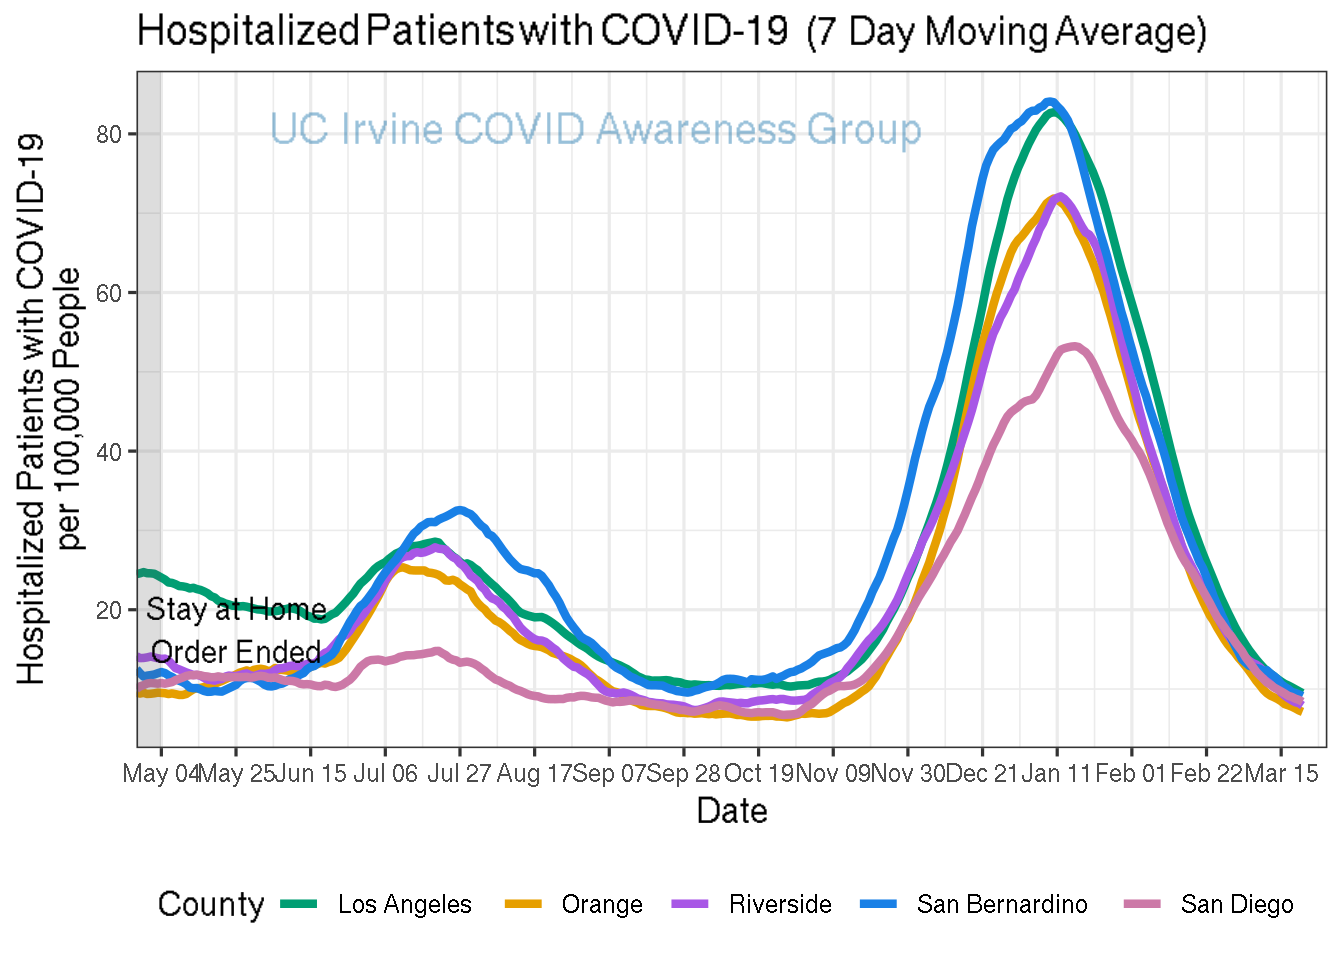 Hospitalized Patients with COVID-19 (7 Day Moving Average)
UC Irvine COVID Awareness Group
Hospitalized Patients with COVID-19
per 100,000 People
80
60
40
20
Stay at Home
Order Ended
May 04 May 25 Jun 15 Jul 06 Jul 27 Aug 17 Sep 07 Sep 28 Oct 19 Nov 09 Nov 30 Dec 21 Jan 11 Feb 01 Feb 22 Mar 15
Date
County Los Angeles Orange Riverside San Bernardino San Diego